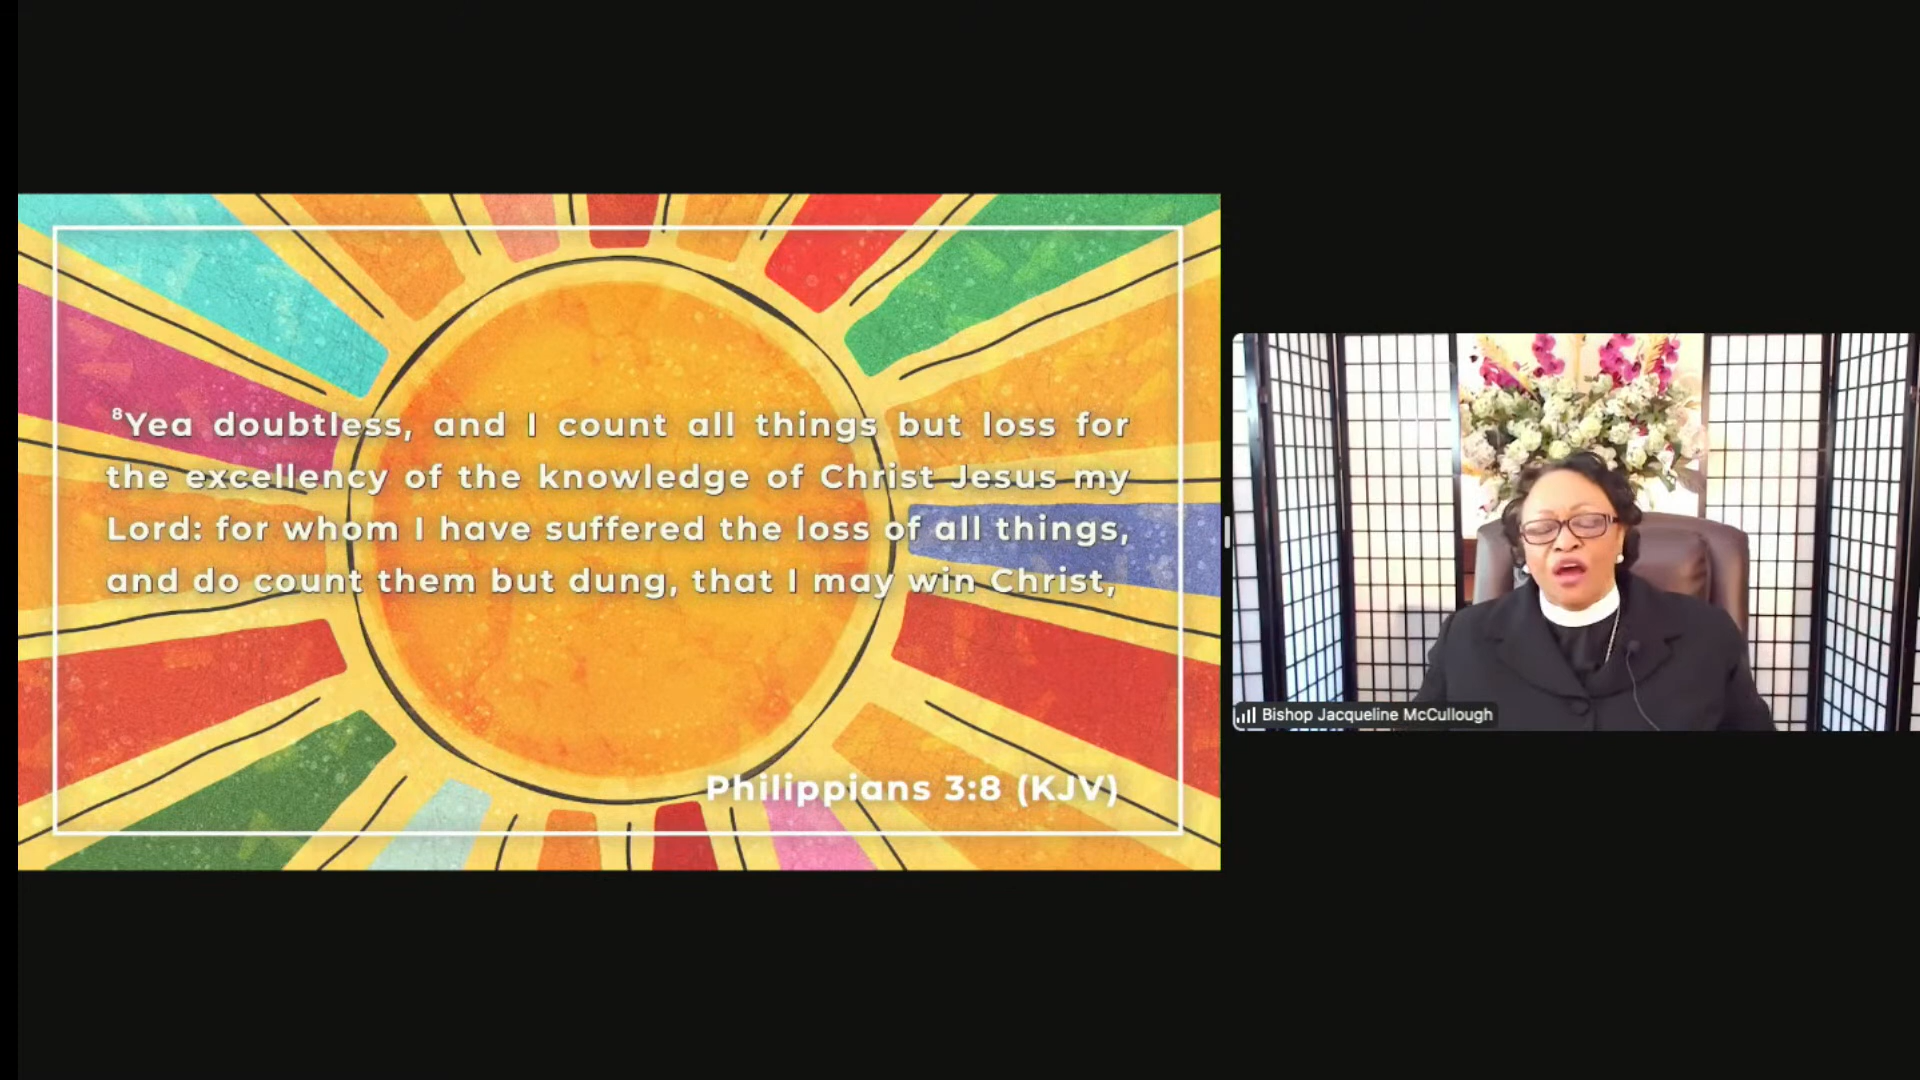 ⁸Yea doubtless, and I count all things but loss for
the excellency of the knowledge of Christ Jesus my
Lord: for whom I have suffered the loss of all things,
and do count them but dung, that I may win Christ,
Philippians 3:8 (KJV)
Bishop Jacqueline McCullough